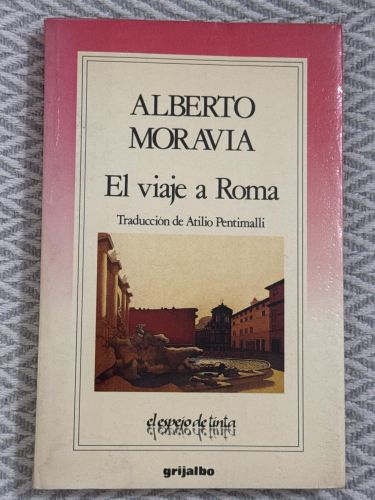 ALBERTO
MORAVIA
El viaje a Roma
Traducción de Atilio Pentimalli
el espejo de tinta
grijalbo